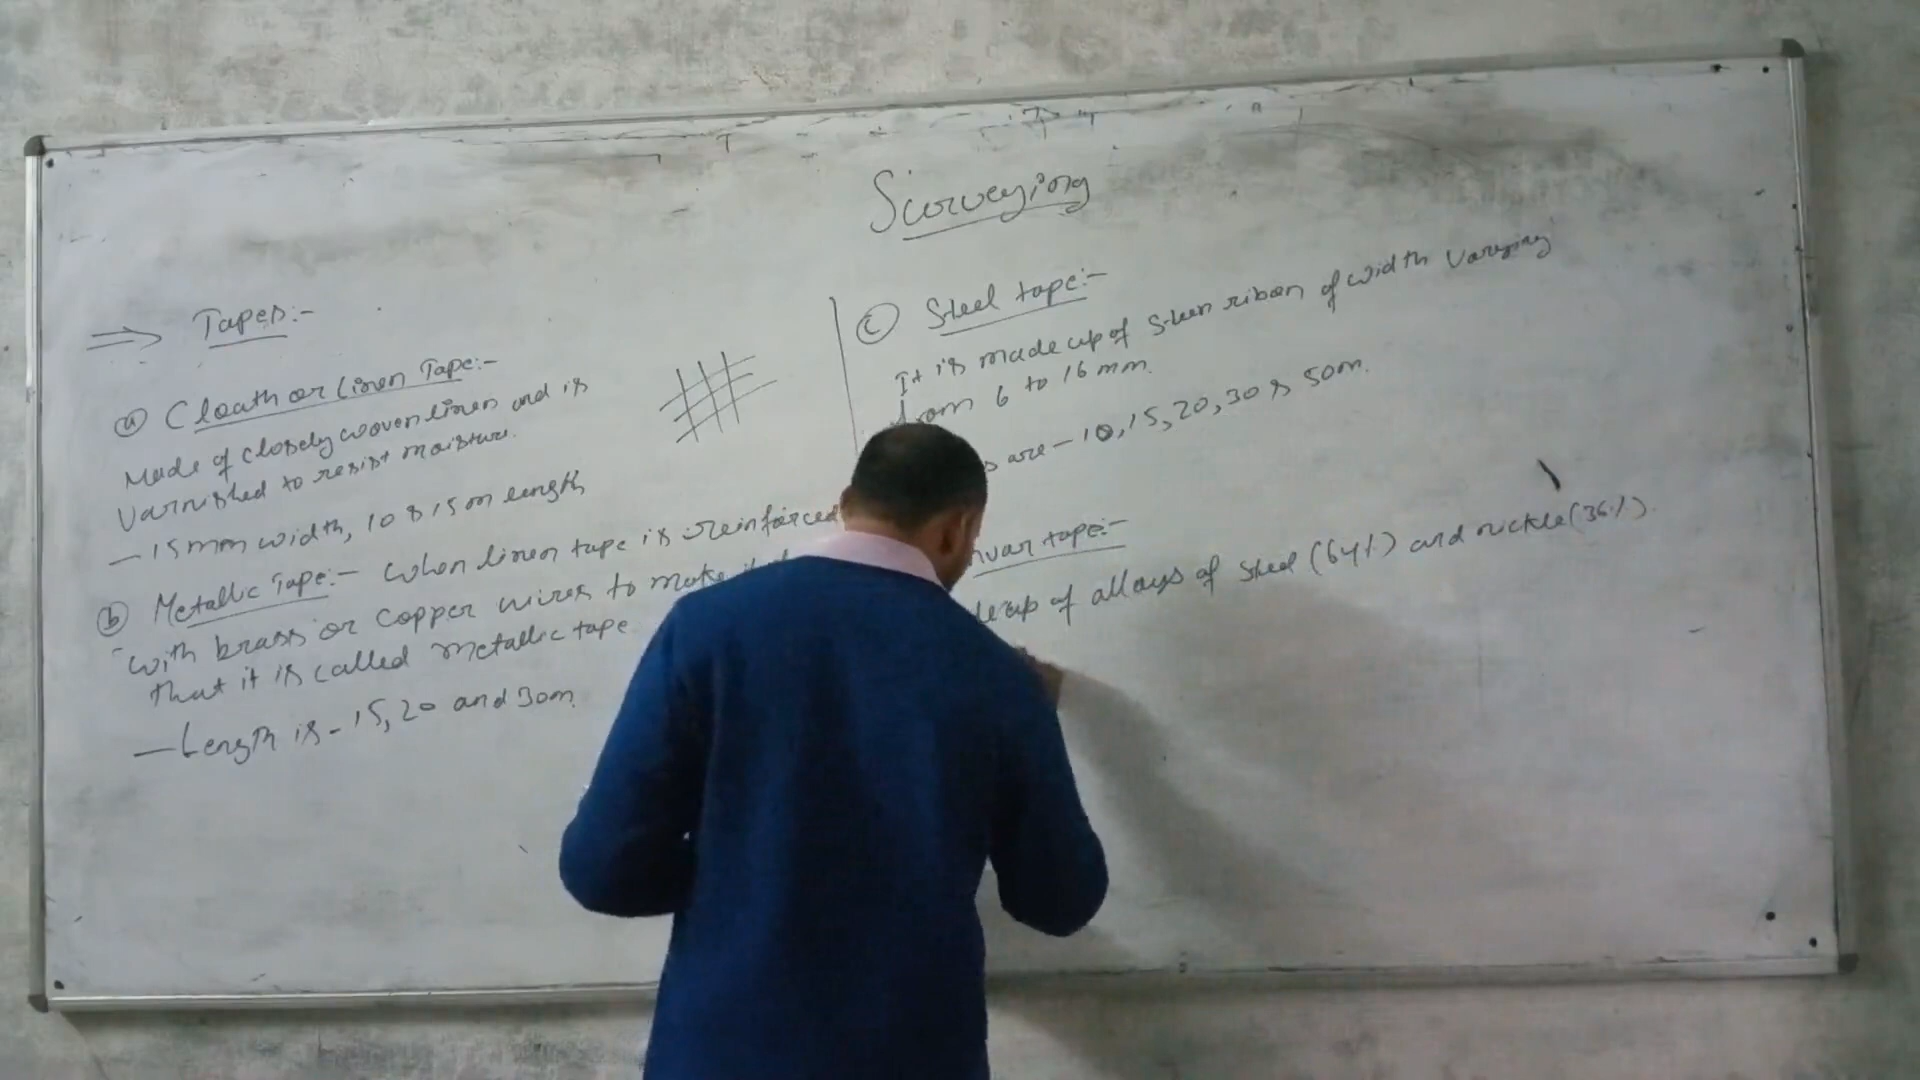 Surveying
⇒ Tapes:-
(a) Cloath or Linen Tape:-
Made of closely woven linen and is
varnished to resist moisture.
— 15mm width, 10 & 15m length
(b) Metallic Tape:- When linen tape is reinforced
with brass or copper wires to make
that it is called metallic tape
— Length is - 15, 20 and 30m.
(c) Steel tape:-
It is made up of steen ribon of width varying
from 6 to 16 mm.
are - 10, 15, 20, 30 & 50m.
nvar tape:-
of alloys of steel (64%) and nickle (36%).